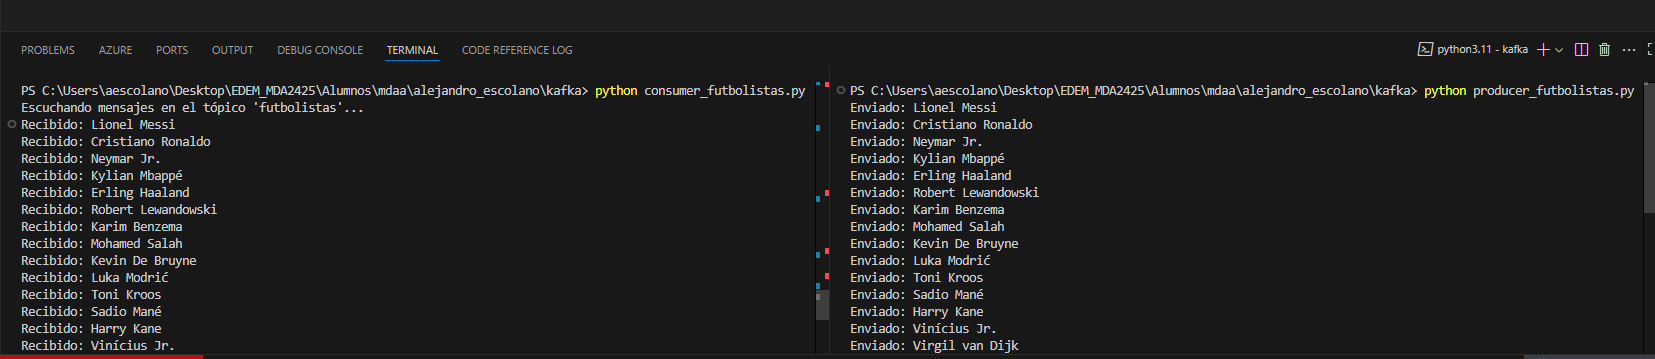 PROBLEMS AZURE PORTS OUTPUT DEBUG CONSOLE TERMINAL CODE REFERENCE LOG python3.11 - kafka
PS C:\Users\aescolano\Desktop\EDEM_MDA2425\Alumnos\mdaa\alejandro_escolano\kafka> python consumer_futbolistas.py
Escuchando mensajes en el tópico 'futbolistas'...
Recibido: Lionel Messi
Recibido: Cristiano Ronaldo
Recibido: Neymar Jr.
Recibido: Kylian Mbappé
Recibido: Erling Haaland
Recibido: Robert Lewandowski
Recibido: Karim Benzema
Recibido: Mohamed Salah
Recibido: Kevin De Bruyne
Recibido: Luka Modrić
Recibido: Toni Kroos
Recibido: Sadio Mané
Recibido: Harry Kane
Recibido: Vinícius Jr.
PS C:\Users\aescolano\Desktop\EDEM_MDA2425\Alumnos\mdaa\alejandro_escolano\kafka> python producer_futbolistas.py
Enviado: Lionel Messi
Enviado: Cristiano Ronaldo
Enviado: Neymar Jr.
Enviado: Kylian Mbappé
Enviado: Erling Haaland
Enviado: Robert Lewandowski
Enviado: Karim Benzema
Enviado: Mohamed Salah
Enviado: Kevin De Bruyne
Enviado: Luka Modrić
Enviado: Toni Kroos
Enviado: Sadio Mané
Enviado: Harry Kane
Enviado: Vinícius Jr.
Enviado: Virgil van Dijk